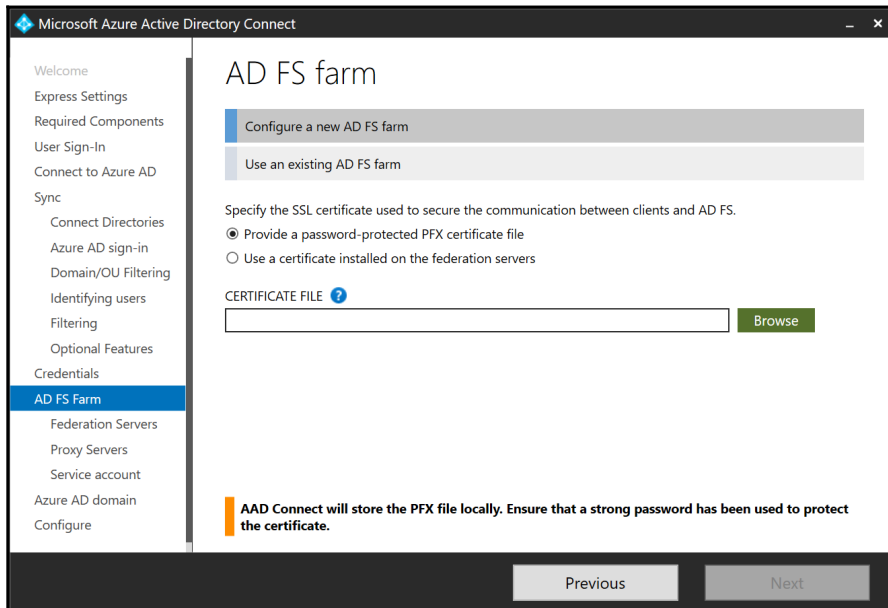 Microsoft Azure Active Directory Connect
Welcome
Express Settings
Required Components
User Sign-In
Connect to Azure AD
Sync
Connect Directories
Azure AD sign-in
Domain/OU Filtering
Identifying users
Filtering
Optional Features
Credentials
AD FS Farm
Federation Servers
Proxy Servers
Service account
Azure AD domain
Configure
AD FS farm
Configure a new AD FS farm
Use an existing AD FS farm
Specify the SSL certificate used to secure the communication between clients and AD FS.
Provide a password-protected PFX certificate file
Use a certificate installed on the federation servers
CERTIFICATE FILE ?
Browse
AAD Connect will store the PFX file locally. Ensure that a strong password has been used to protect
the certificate.
Previous
Next